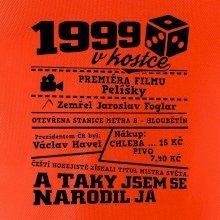 1999
v kostce
PREMIÉRA FILMU
Pelíšky
Zemřel Jaroslav Foglar
OTEVŘENA STANICE METRA B - HLOUBĚTÍN
Prezidentem ČR byl:
Václav Havel
Nákup:
CHLEBA ... 15 KČ
PIVO
7,90 KČ
ČEŠTÍ HOKEJISTÉ ZÍSKALI TITUL MISTRA SVĚTA.
A TAKY JSEM SE
NARODIL JÁ